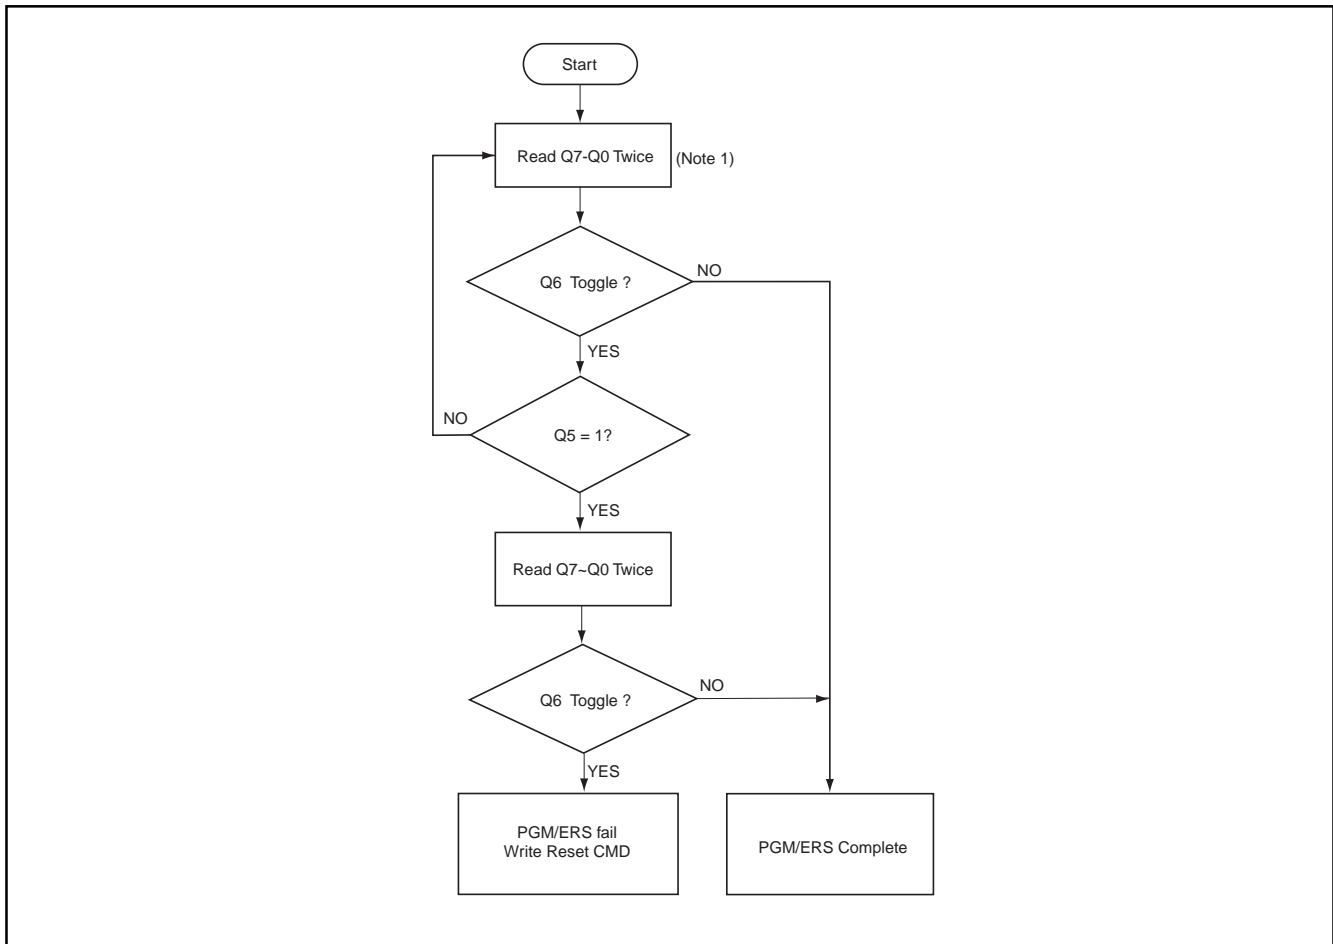 Start
Read Q7-Q0 Twice
(Note 1)
Q6 Toggle ?
NO
YES
NO
Q5 = 1?
YES
Read Q7~Q0 Twice
Q6 Toggle ?
NO
YES
PGM/ERS fail
Write Reset CMD
PGM/ERS Complete